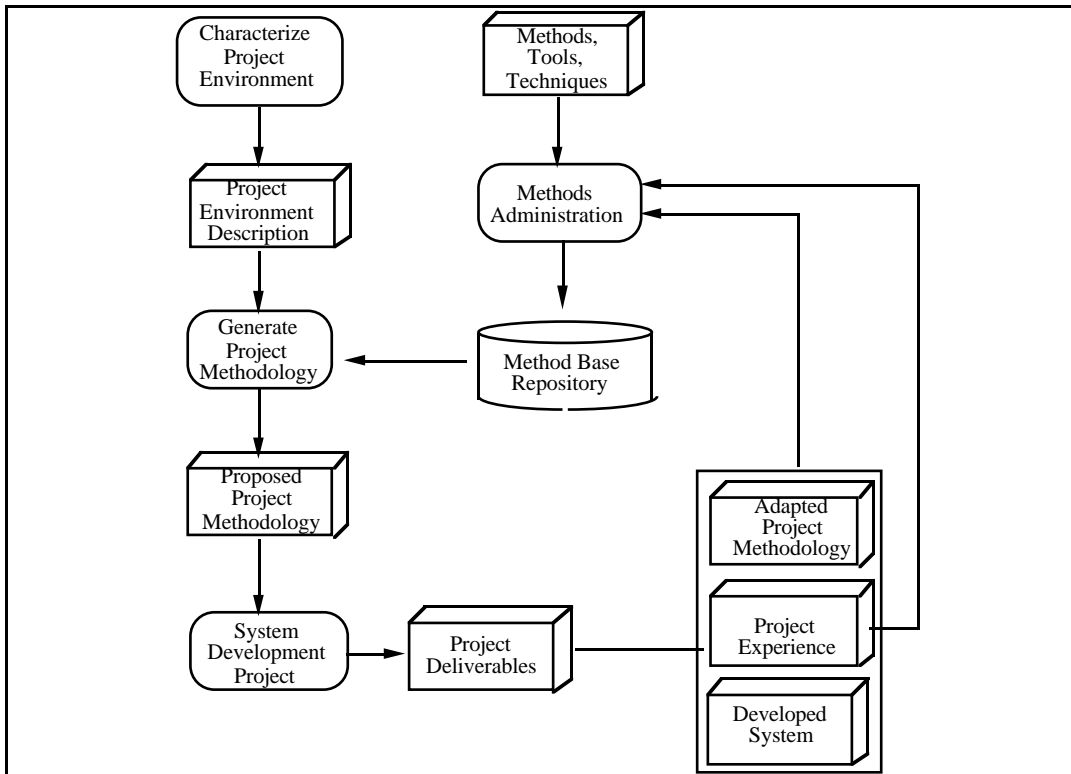 Characterize
Project
Environment
Methods,
Tools,
Techniques
Project
Environment
Description
Methods
Administration
Generate
Project
Methodology
Method Base
Repository
Proposed
Project
Methodology
Adapted
Project
Methodology
System
Development
Project
Project
Deliverables
Project
Experience
Developed
System